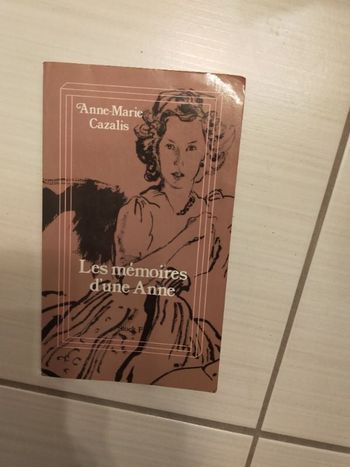 Anne-Marie
Cazalis
Les mémoires
d'une Anne